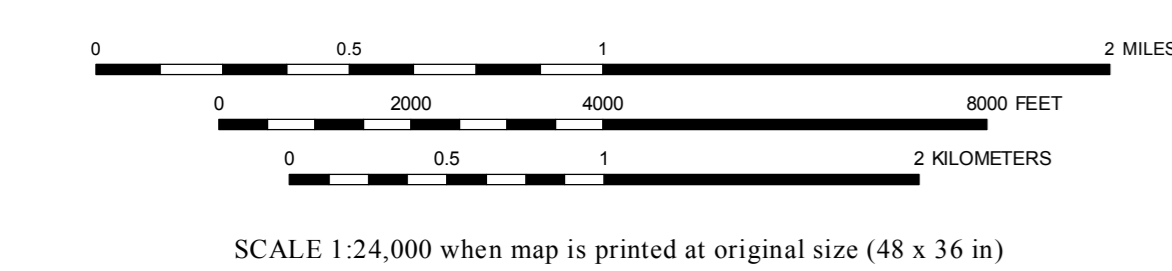 0 0.5 1 2 MILES
0 2000 4000 8000 FEET
0 0.5 1 2 KILOMETERS
SCALE 1:24,000 when map is printed at original size (48 x 36 in)